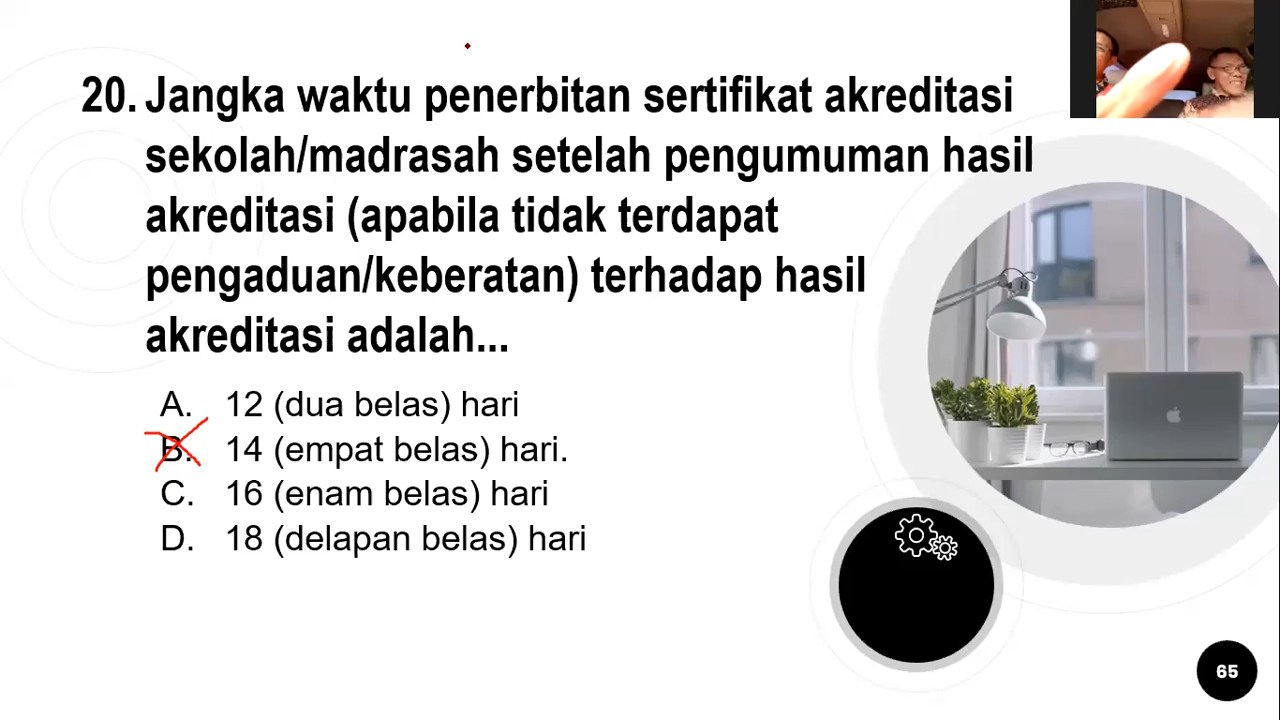 20. Jangka waktu penerbitan sertifikat akreditasi
sekolah/madrasah setelah pengumuman hasil
akreditasi (apabila tidak terdapat
pengaduan/keberatan) terhadap hasil
akreditasi adalah...
A. 12 (dua belas) hari
B. 14 (empat belas) hari.
C. 16 (enam belas) hari
D. 18 (delapan belas) hari
65